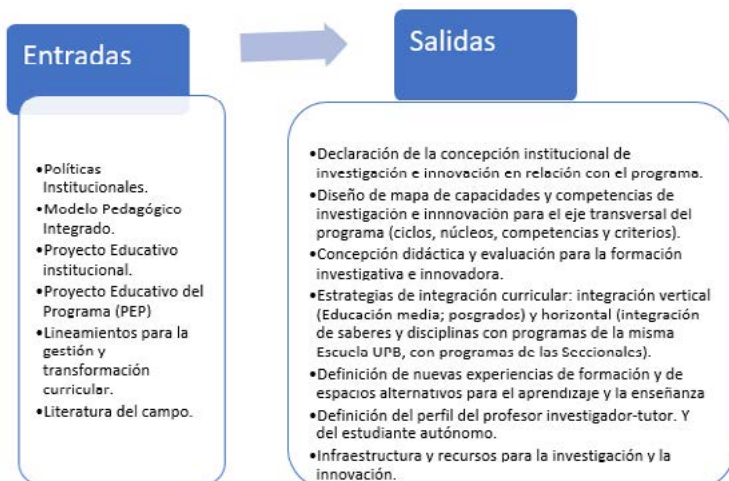 Entradas
Salidas
•Políticas
Institucionales.
•Modelo Pedagógico
Integrado.
•Proyecto Educativo
institucional.
•Proyecto Educativo del
Programa (PEP)
•Lineamientos para la
gestión y
transformación
curricular.
•Literatura del campo.
•Declaración de la concepción institucional de
investigación e innovación en relación con el programa.
•Diseño de mapa de capacidades y competencias de
investigación e innnovación para el eje transversal del
programa (ciclos, núcleos, competencias y criterios).
•Concepción didáctica y evaluación para la formación
investigativa e innovadora.
•Estrategias de integración curricular: integración vertical
(Educación media; posgrados) y horizontal (integración
de saberes y disciplinas con programas de la misma
Escuela UPB, con programas de las Seccionales).
•Definición de nuevas experiencias de formación y de
espacios alternativos para el aprendizaje y la enseñanza
•Definición del perfil del profesor investigador-tutor. Y
del estudiante autónomo.
•Infraestructura y recursos para la investigación y la
innovación.